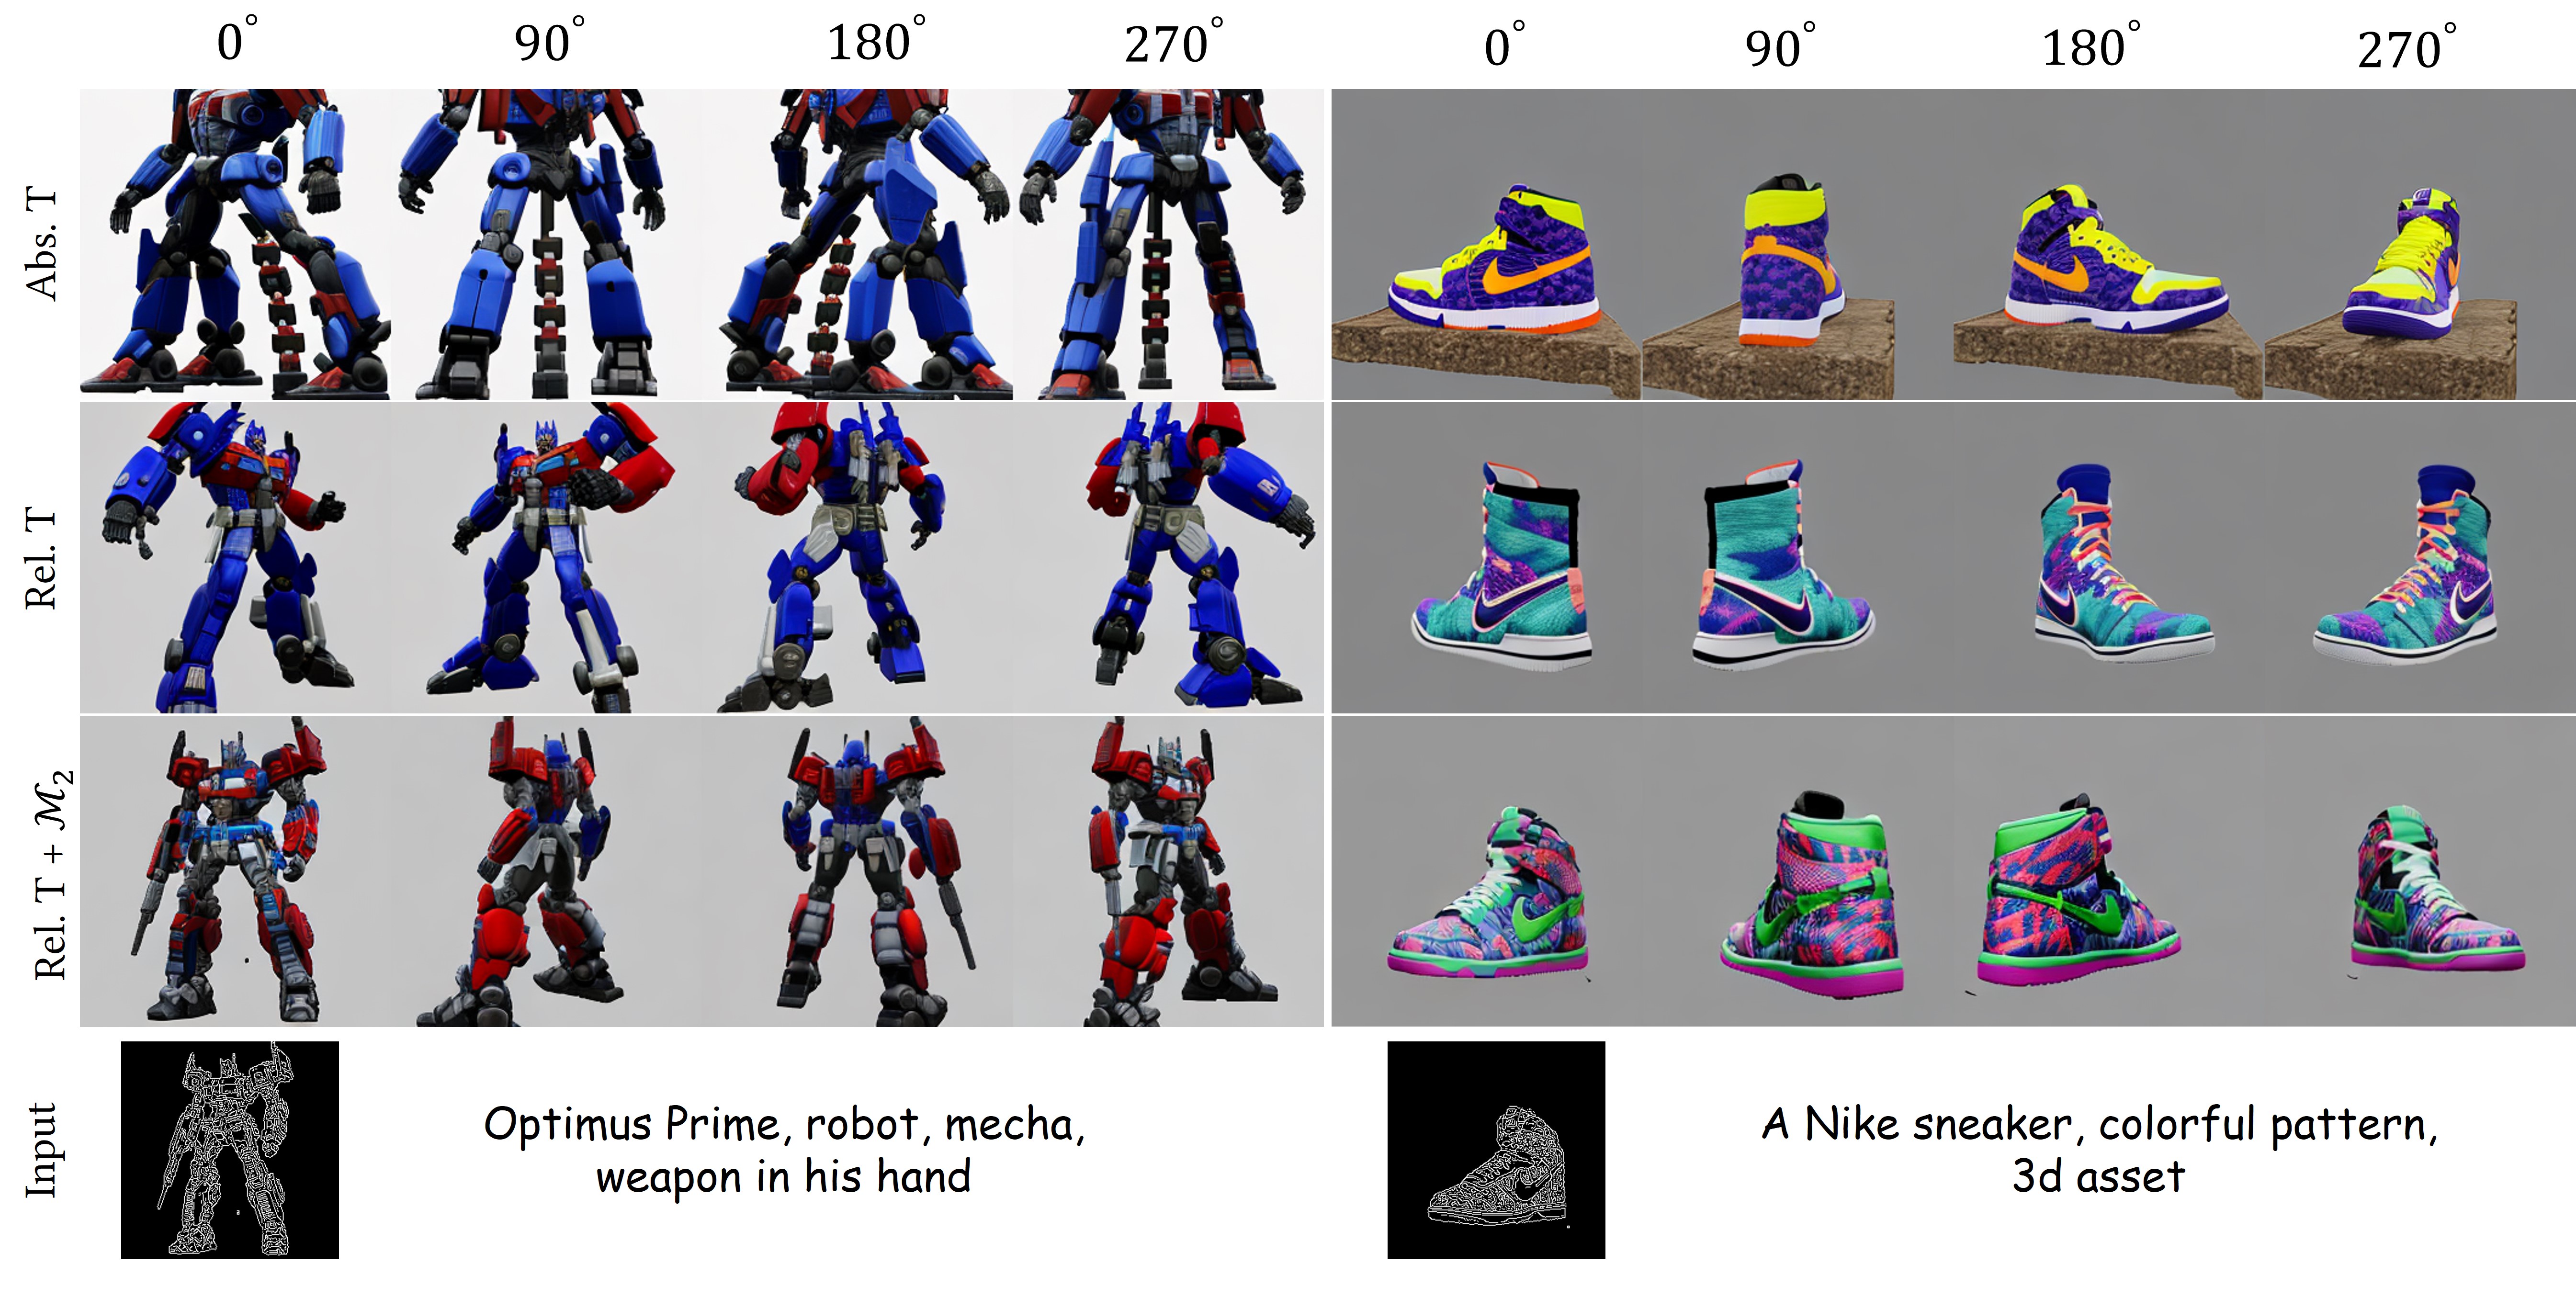 0° 90° 180° 270° 0° 90° 180° 270°
Abs. T
Rel. T
Rel. T + ℳ₂
Input
Optimus Prime, robot, mecha,
weapon in his hand
A Nike sneaker, colorful pattern,
3d asset